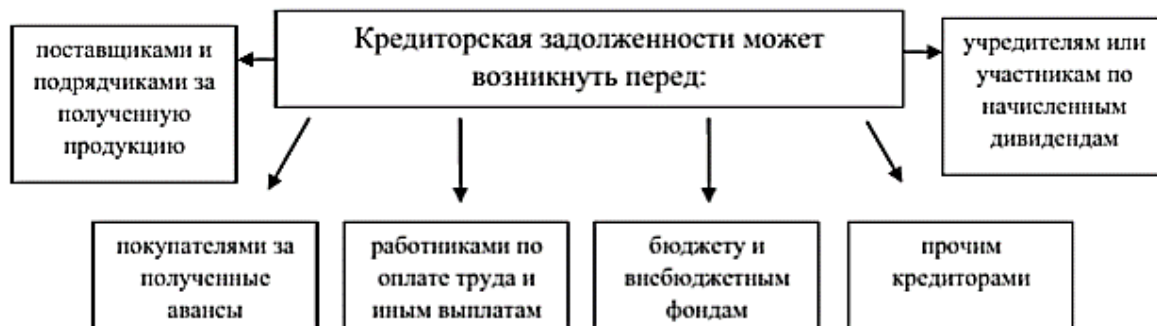 Кредиторская задолженности может
возникнуть перед:
поставщиками и
подрядчиками за
полученную
продукцию
учредителям или
участникам по
начисленным
дивидендам
покупателями за
полученные
авансы
работниками по
оплате труда и
иным выплатам
бюджету и
внебюджетным
фондам
прочим
кредиторами